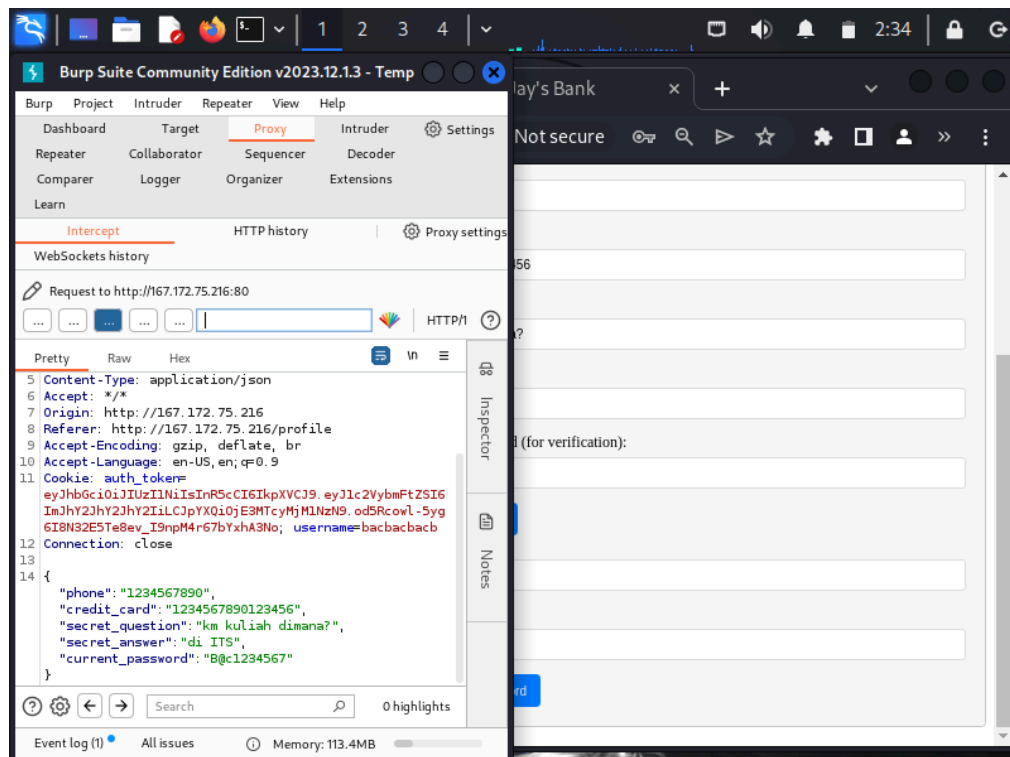 1 2 3 4 2:34
Burp Suite Community Edition v2023.12.1.3 - Temp
Burp Project Intruder Repeater View Help
Dashboard Target Proxy Intruder Settings
Repeater Collaborator Sequencer Decoder
Comparer Logger Organizer Extensions
Learn
Intercept HTTP history Proxy settings
WebSockets history
Request to http://167.172.75.216:80
... ... ... ... ... HTTP/1 ?
Pretty Raw Hex \n
5 Content-Type: application/json
6 Accept: */*
7 Origin: http://167.172.75.216
8 Referer: http://167.172.75.216/profile
9 Accept-Encoding: gzip, deflate, br
10 Accept-Language: en-US,en;q=0.9
11 Cookie: auth_token=
eyJhbGciOiJIUzI1NiIsInR5cCI6IkpXVCJ9.eyJ1c2VybmFtZSI6
ImJhY2JhY2JhY2IiLCJpYXQiOjE3MTcyMjM1NzN9.od5Rcowl-5yg
6I8N32E5Te8ev_I9npM4r67bYxhA3No; username=bacbacbacb
12 Connection: close
13
14 {
"phone":"1234567890",
"credit_card":"1234567890123456",
"secret_question":"km kuliah dimana?",
"secret_answer":"di ITS",
"current_password":"B@c1234567"
}
Inspector
Notes
Search 0 highlights
Event log (1) All issues Memory: 113.4MB
ay's Bank
Not secure
456
a?
d (for verification):
rd